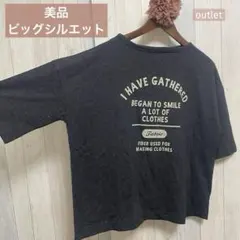 美品
ビッグシルエット
outlet
I HAVE GATHERED
BEGAN TO SMILE
A LOT OF
CLOTHES
FIBER USED FOR
MAKING CLOTHES